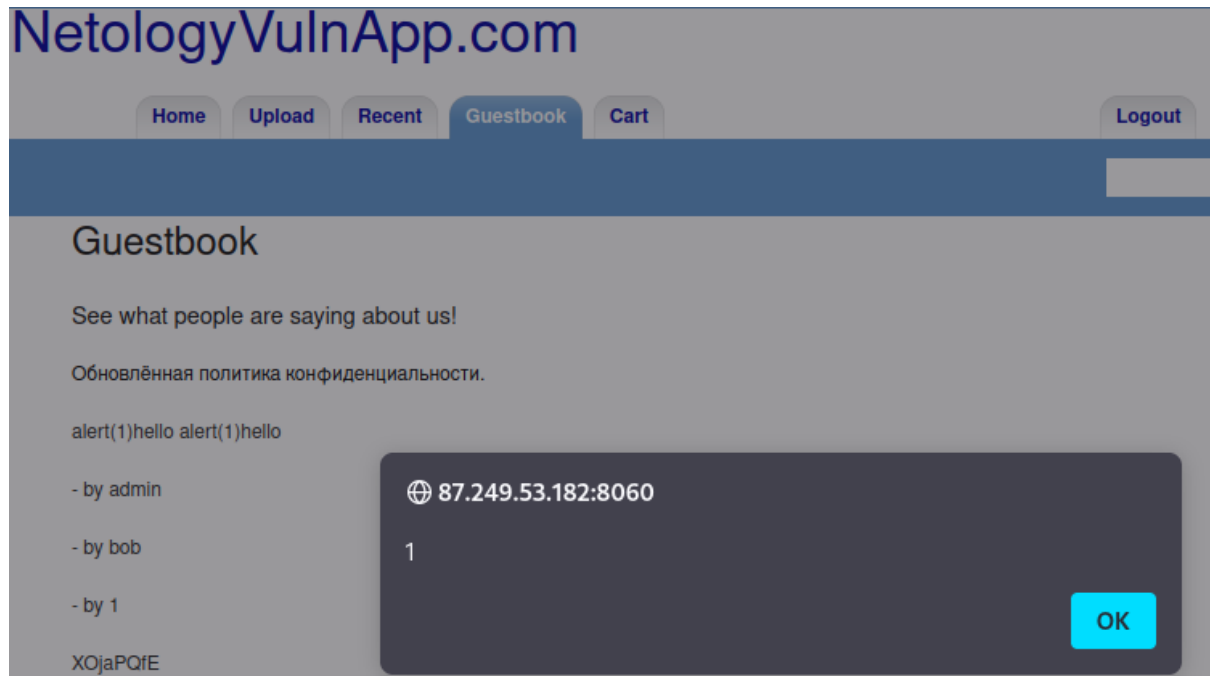 NetologyVulnApp.com
Home Upload Recent Guestbook Cart Logout
Guestbook
See what people are saying about us!
Обновлённая политика конфиденциальности.
alert(1)hello alert(1)hello
- by admin
87.249.53.182:8060
- by bob
1
- by 1
OK
XOjaPQfE